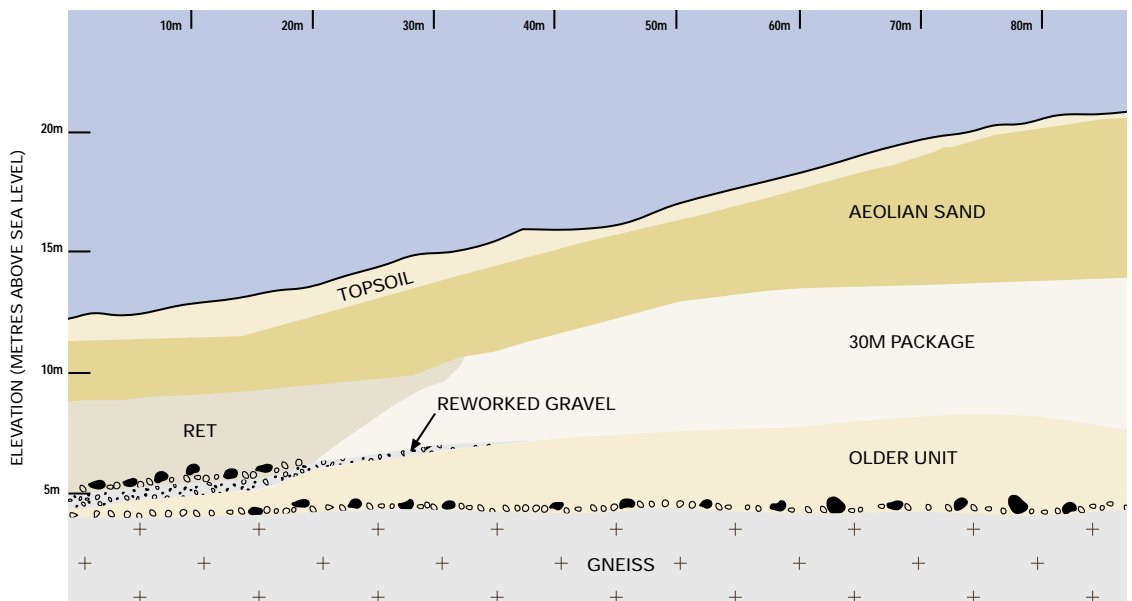 10m 20m 30m 40m 50m 60m 70m 80m
20m
15m
10m
5m
ELEVATION (METRES ABOVE SEA LEVEL)
AEOLIAN SAND
TOPSOIL
30M PACKAGE
REWORKED GRAVEL
RET
OLDER UNIT
GNEISS